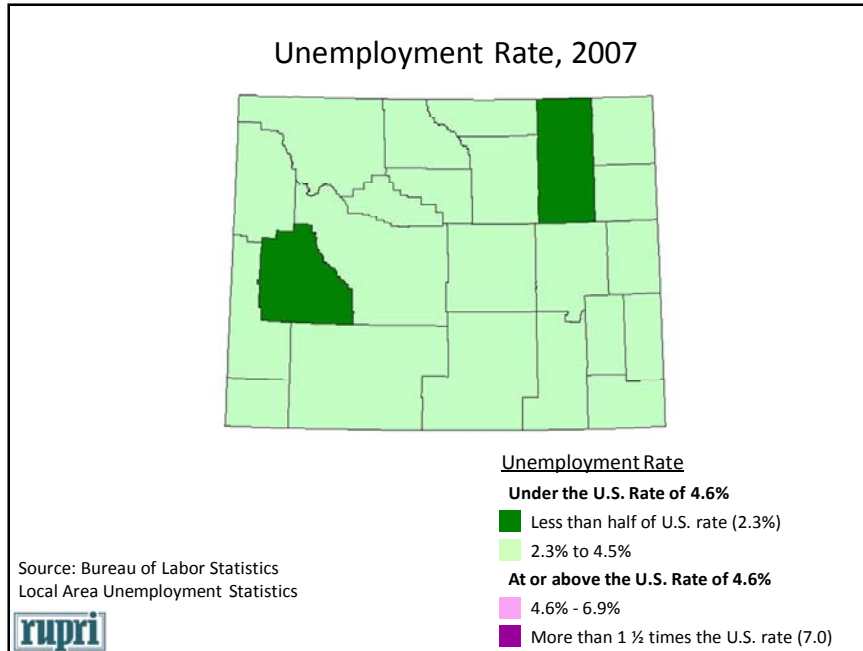 Unemployment Rate, 2007
Unemployment Rate
Under the U.S. Rate of 4.6%
Less than half of U.S. rate (2.3%)
2.3% to 4.5%
At or above the U.S. Rate of 4.6%
4.6% - 6.9%
More than 1 ½ times the U.S. rate (7.0)
Source: Bureau of Labor Statistics
Local Area Unemployment Statistics
rupri